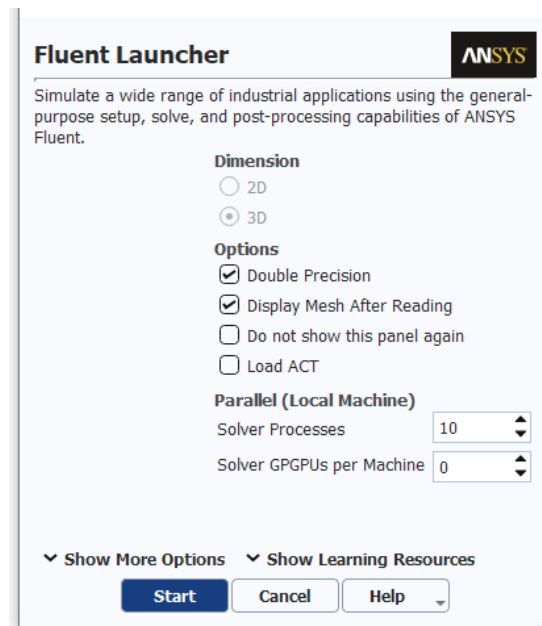 Fluent Launcher
ANSYS
Simulate a wide range of industrial applications using the general-
purpose setup, solve, and post-processing capabilities of ANSYS
Fluent.
Dimension
2D
3D
Options
Double Precision
Display Mesh After Reading
Do not show this panel again
Load ACT
Parallel (Local Machine)
Solver Processes 10
Solver GPGPUs per Machine 0
Show More Options Show Learning Resources
Start Cancel Help